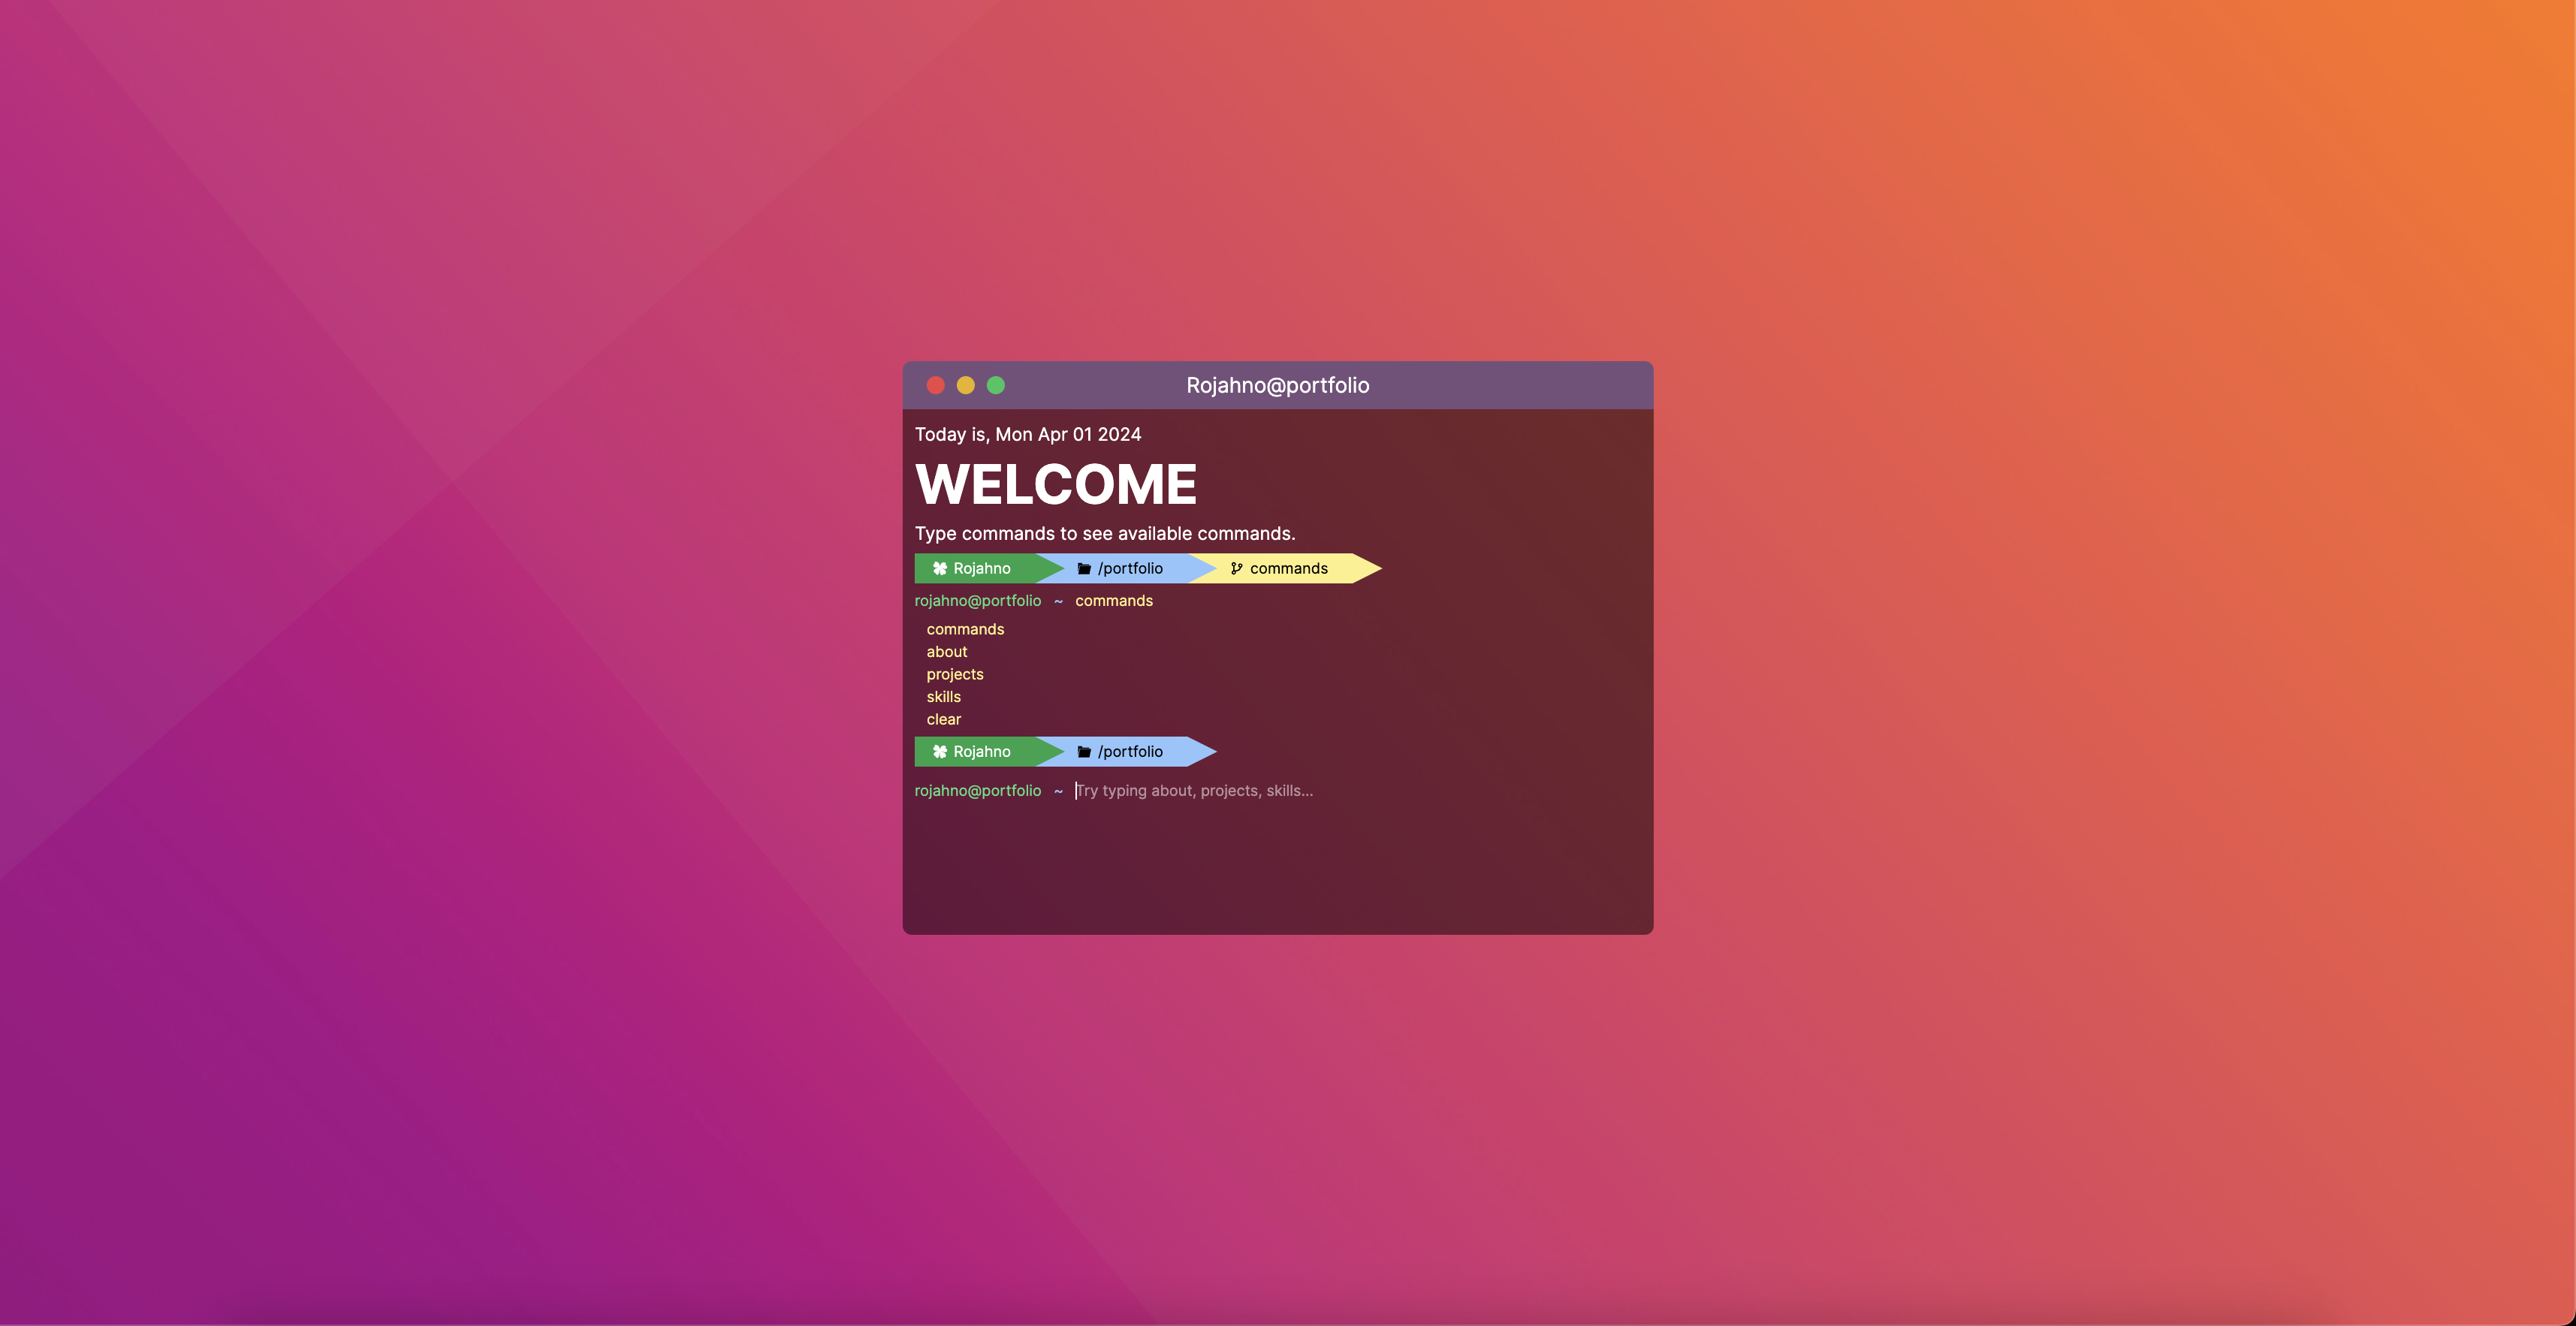 Rojahno@portfolio
Today is, Mon Apr 01 2024
WELCOME
Type commands to see available commands.
Rojahno /portfolio commands
rojahno@portfolio ~ commands
commands
about
projects
skills
clear
Rojahno /portfolio
rojahno@portfolio ~ Try typing about, projects, skills...